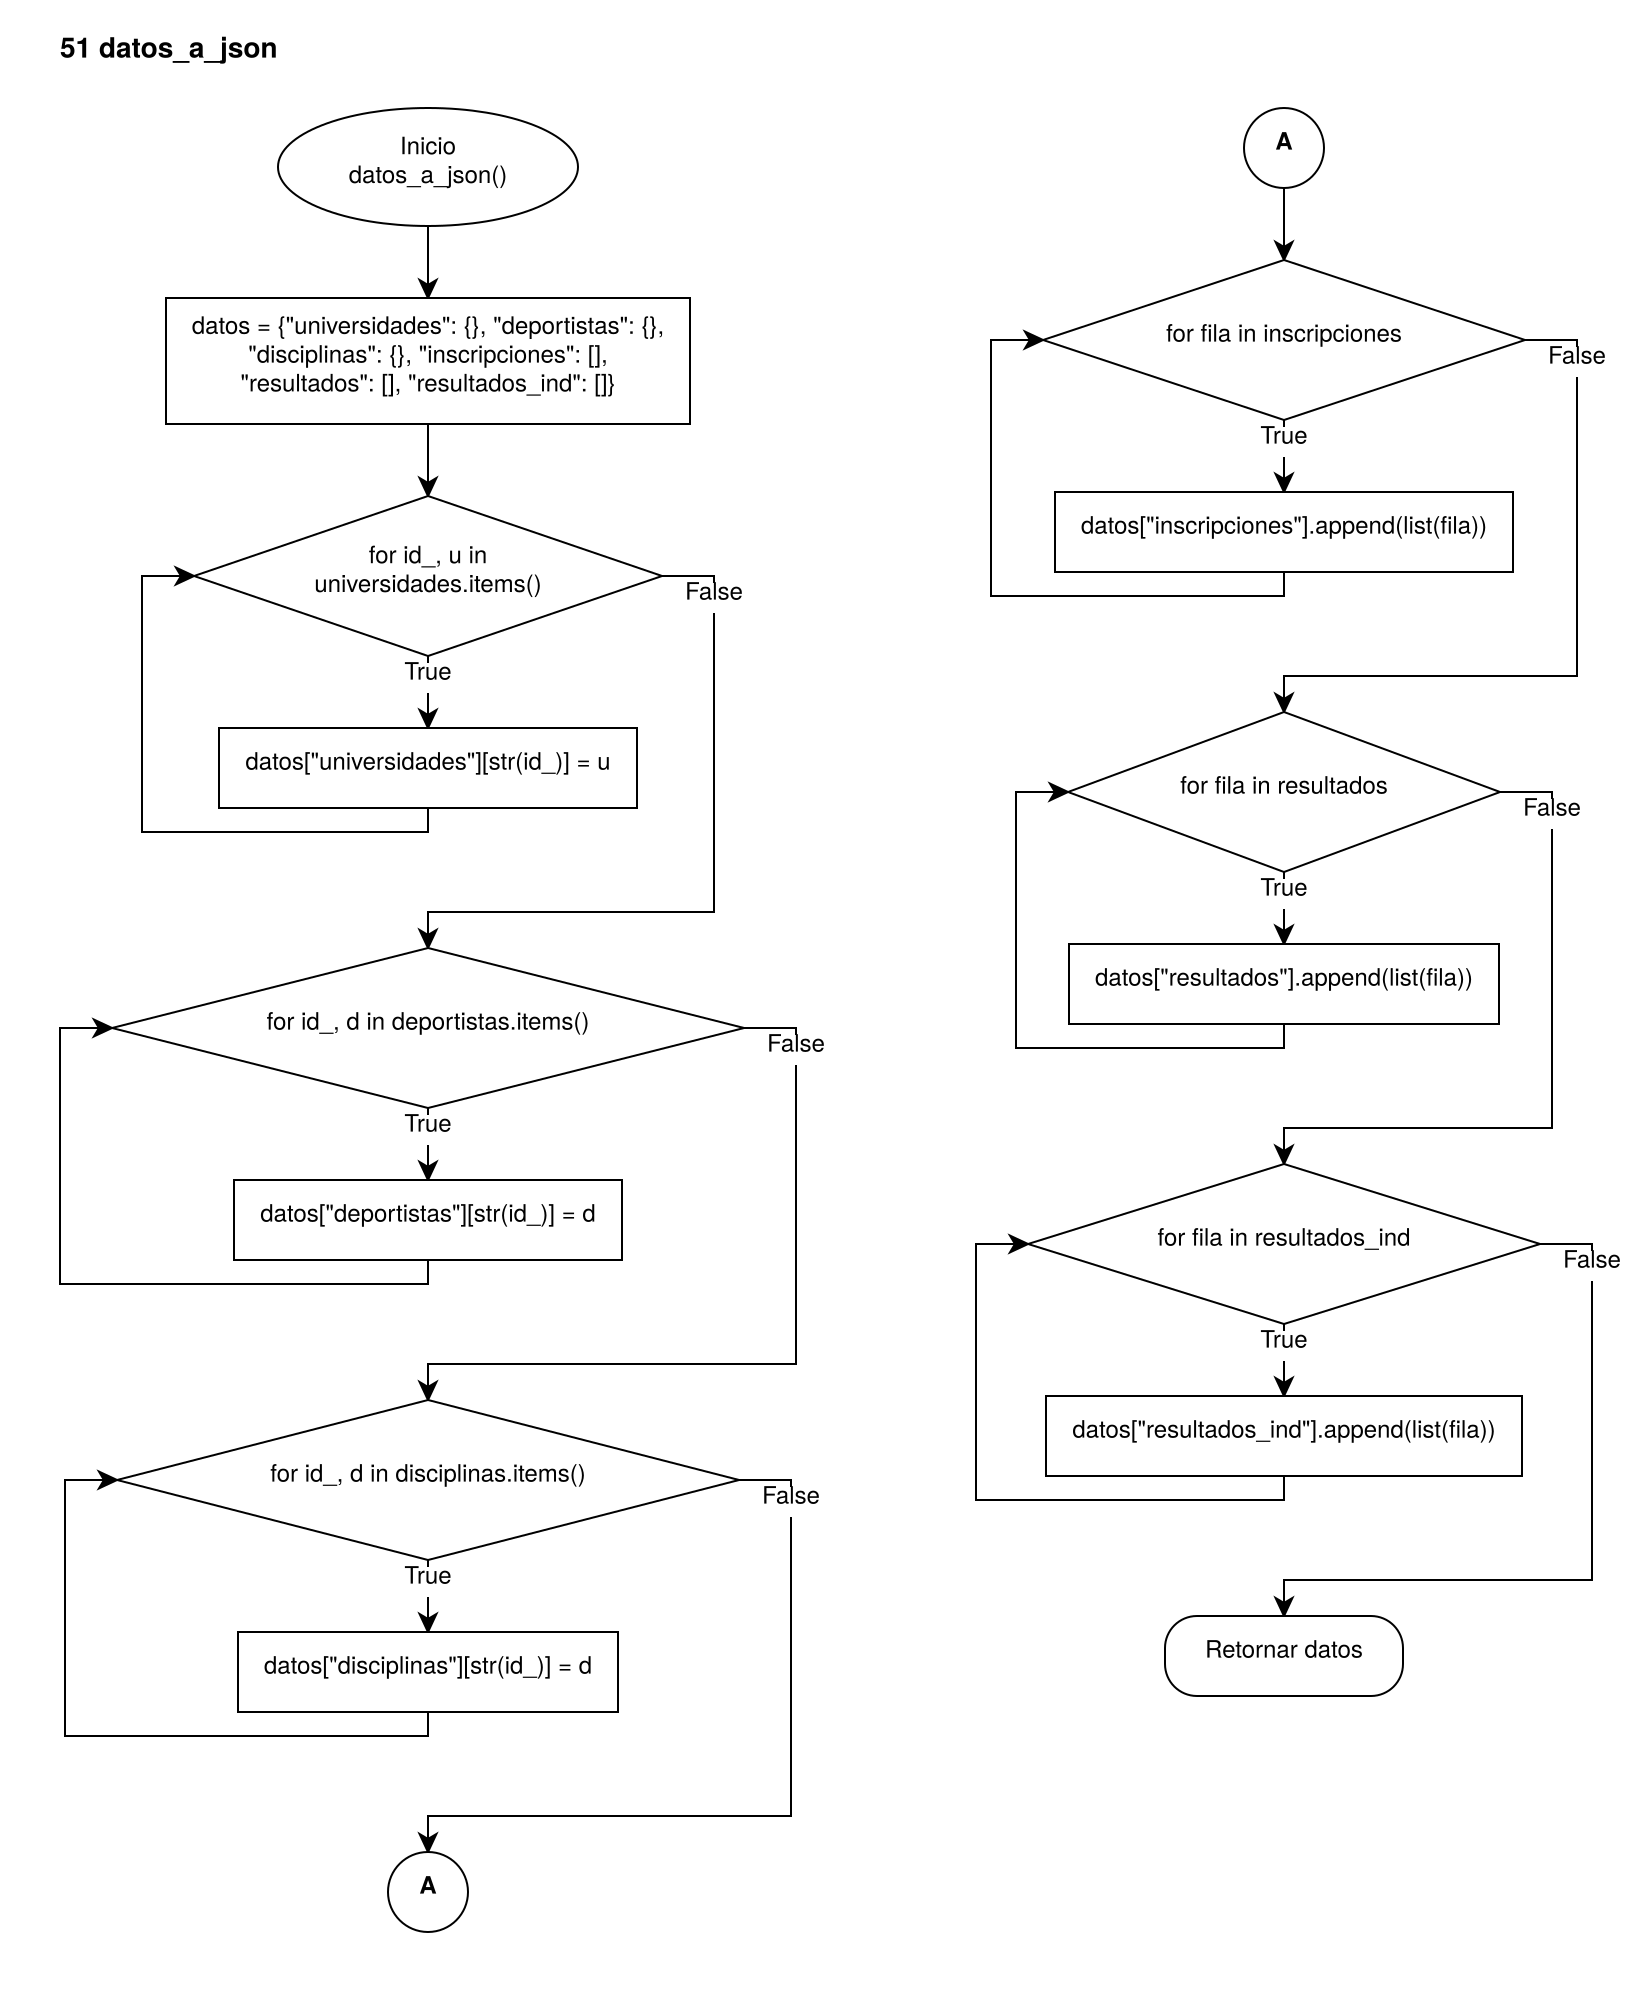 51 datos_a_json
Inicio
datos_a_json()
datos = {"universidades": {}, "deportistas": {},
"disciplinas": {}, "inscripciones": [],
"resultados": [], "resultados_ind": []}
for id_, u in
universidades.items()
False
True
datos["universidades"][str(id_)] = u
for id_, d in deportistas.items()
False
True
datos["deportistas"][str(id_)] = d
for id_, d in disciplinas.items()
False
True
datos["disciplinas"][str(id_)] = d
A
A
for fila in inscripciones
False
True
datos["inscripciones"].append(list(fila))
for fila in resultados
False
True
datos["resultados"].append(list(fila))
for fila in resultados_ind
False
True
datos["resultados_ind"].append(list(fila))
Retornar datos